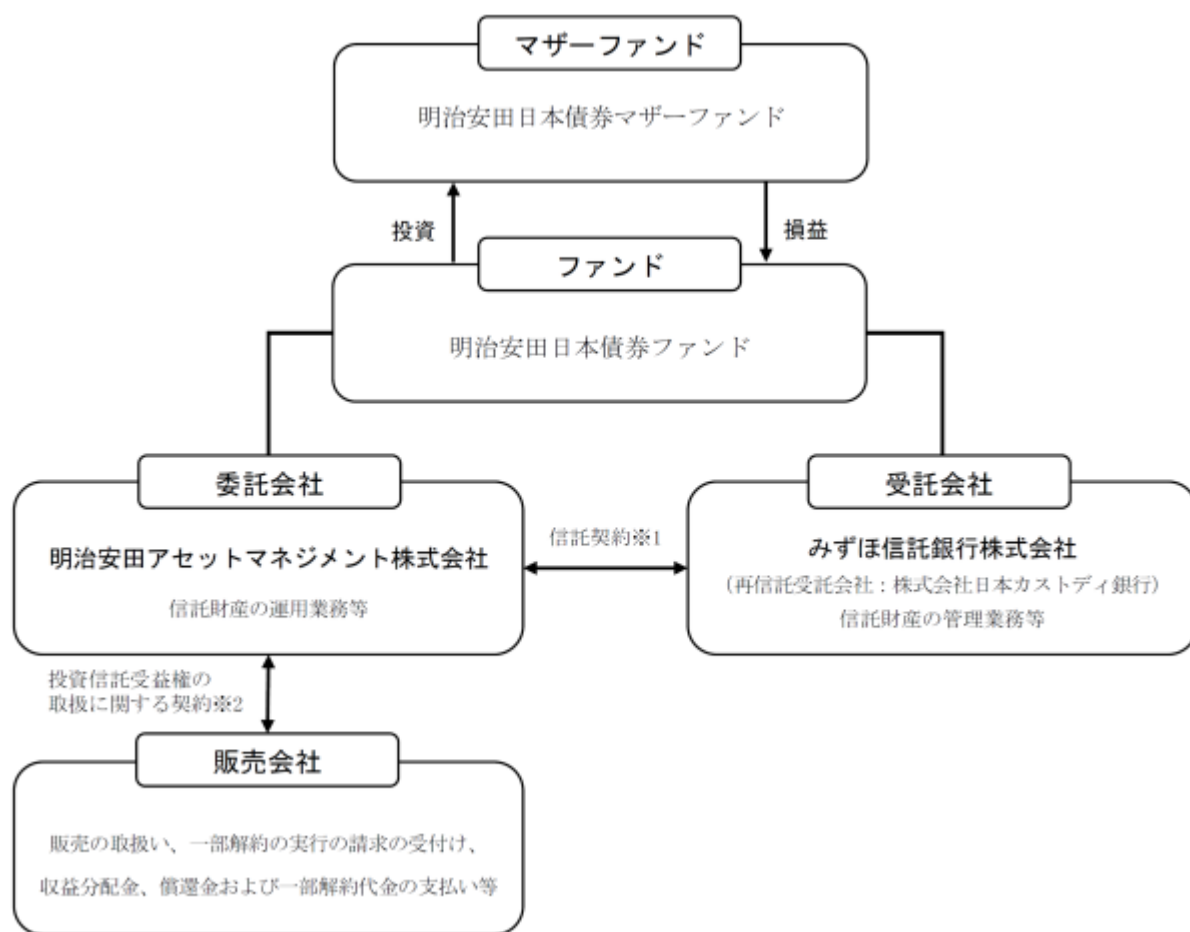 マザーファンド
明治安田日本債券マザーファンド
投資
損益
ファンド
明治安田日本債券ファンド
委託会社
明治安田アセットマネジメント株式会社
信託財産の運用業務等
信託契約※1
受託会社
みずほ信託銀行株式会社
(再信託受託会社:株式会社日本カストディ銀行)
信託財産の管理業務等
投資信託受益権の
取扱に関する契約※2
販売会社
販売の取扱い、一部解約の実行の請求の受付け、
収益分配金、償還金および一部解約代金の支払い等